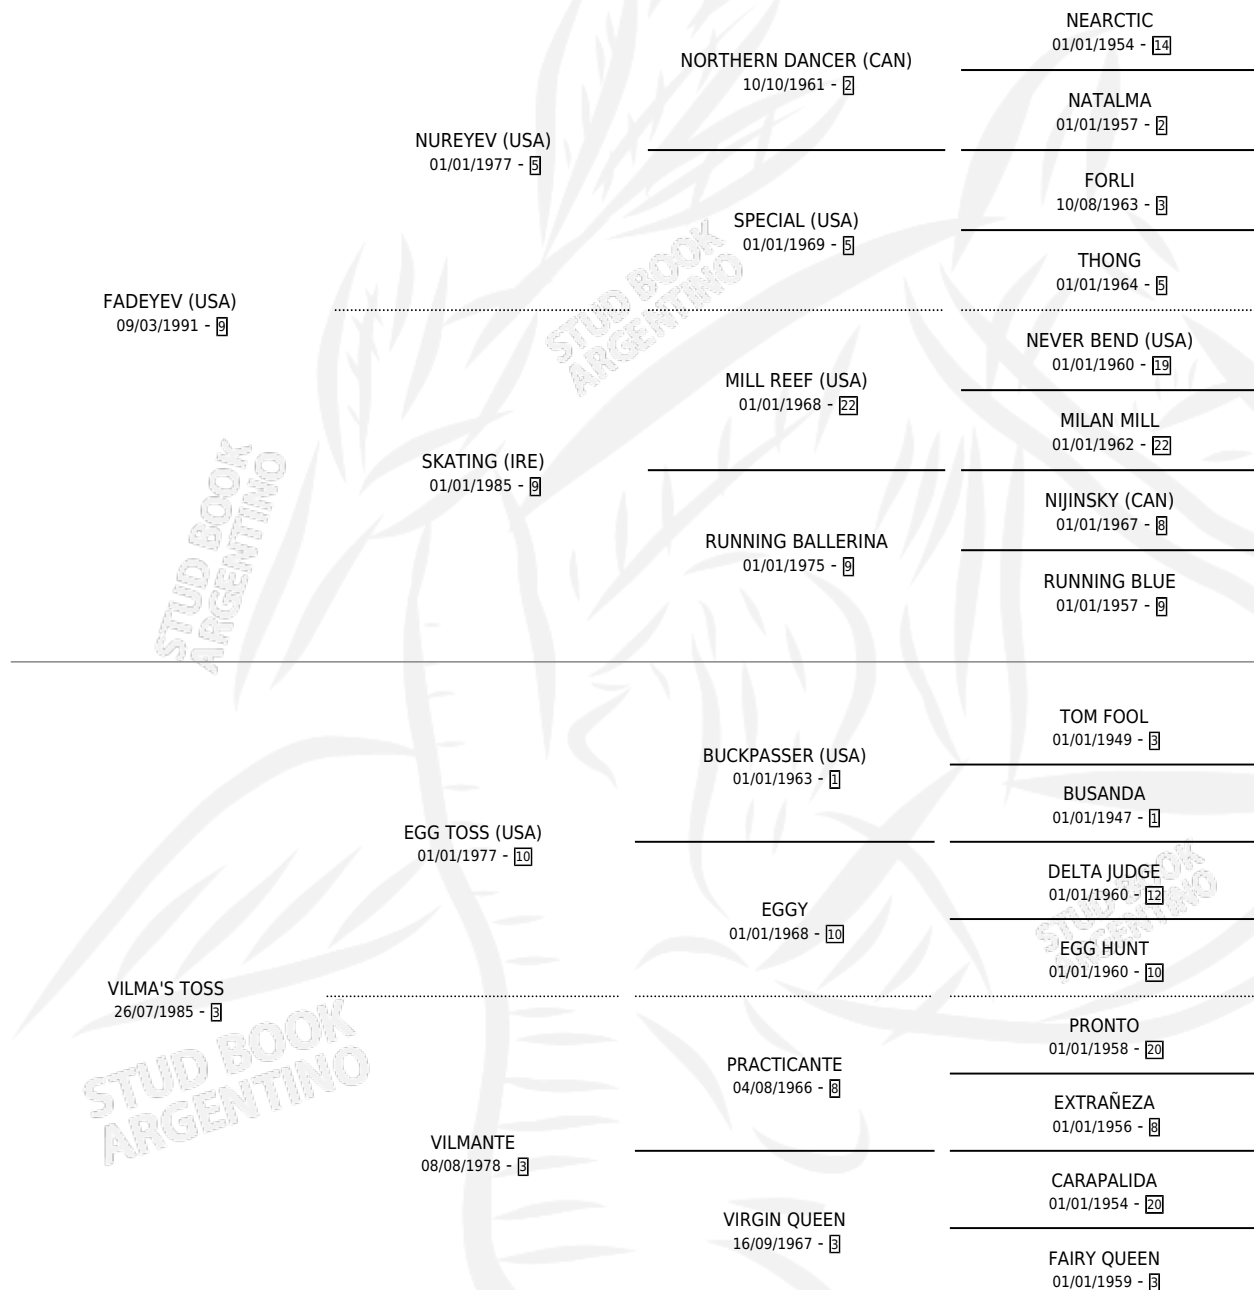 NEARCTIC
01/01/1954 - 14
NORTHERN DANCER (CAN)
10/10/1961 - 2
NATALMA
01/01/1957 - 2
NUREYEV (USA)
01/01/1977 - 5
FORLI
10/08/1963 - 3
SPECIAL (USA)
01/01/1969 - 5
THONG
01/01/1964 - 5
FADEYEV (USA)
09/03/1991 - 9
NEVER BEND (USA)
01/01/1960 - 19
MILL REEF (USA)
01/01/1968 - 22
MILAN MILL
01/01/1962 - 22
SKATING (IRE)
01/01/1985 - 9
NIJINSKY (CAN)
01/01/1967 - 8
RUNNING BALLERINA
01/01/1975 - 9
RUNNING BLUE
01/01/1957 - 9
TOM FOOL
01/01/1949 - 3
BUCKPASSER (USA)
01/01/1963 - 1
BUSANDA
01/01/1947 - 1
EGG TOSS (USA)
01/01/1977 - 10
DELTA JUDGE
01/01/1960 - 12
EGGY
01/01/1968 - 10
EGG HUNT
01/01/1960 - 10
VILMA'S TOSS
26/07/1985 - 3
PRONTO
01/01/1958 - 20
PRACTICANTE
04/08/1966 - 8
EXTRAÑEZA
01/01/1956 - 8
VILMANTE
08/08/1978 - 3
CARAPALIDA
01/01/1954 - 20
VIRGIN QUEEN
16/09/1967 - 3
FAIRY QUEEN
01/01/1959 - 3
STUD BOOK
ARGENTINO
STUD BOOK
ARGENTINO
STUD BOOK
ARGENTINO
STUD BOOK
ARGENTINO